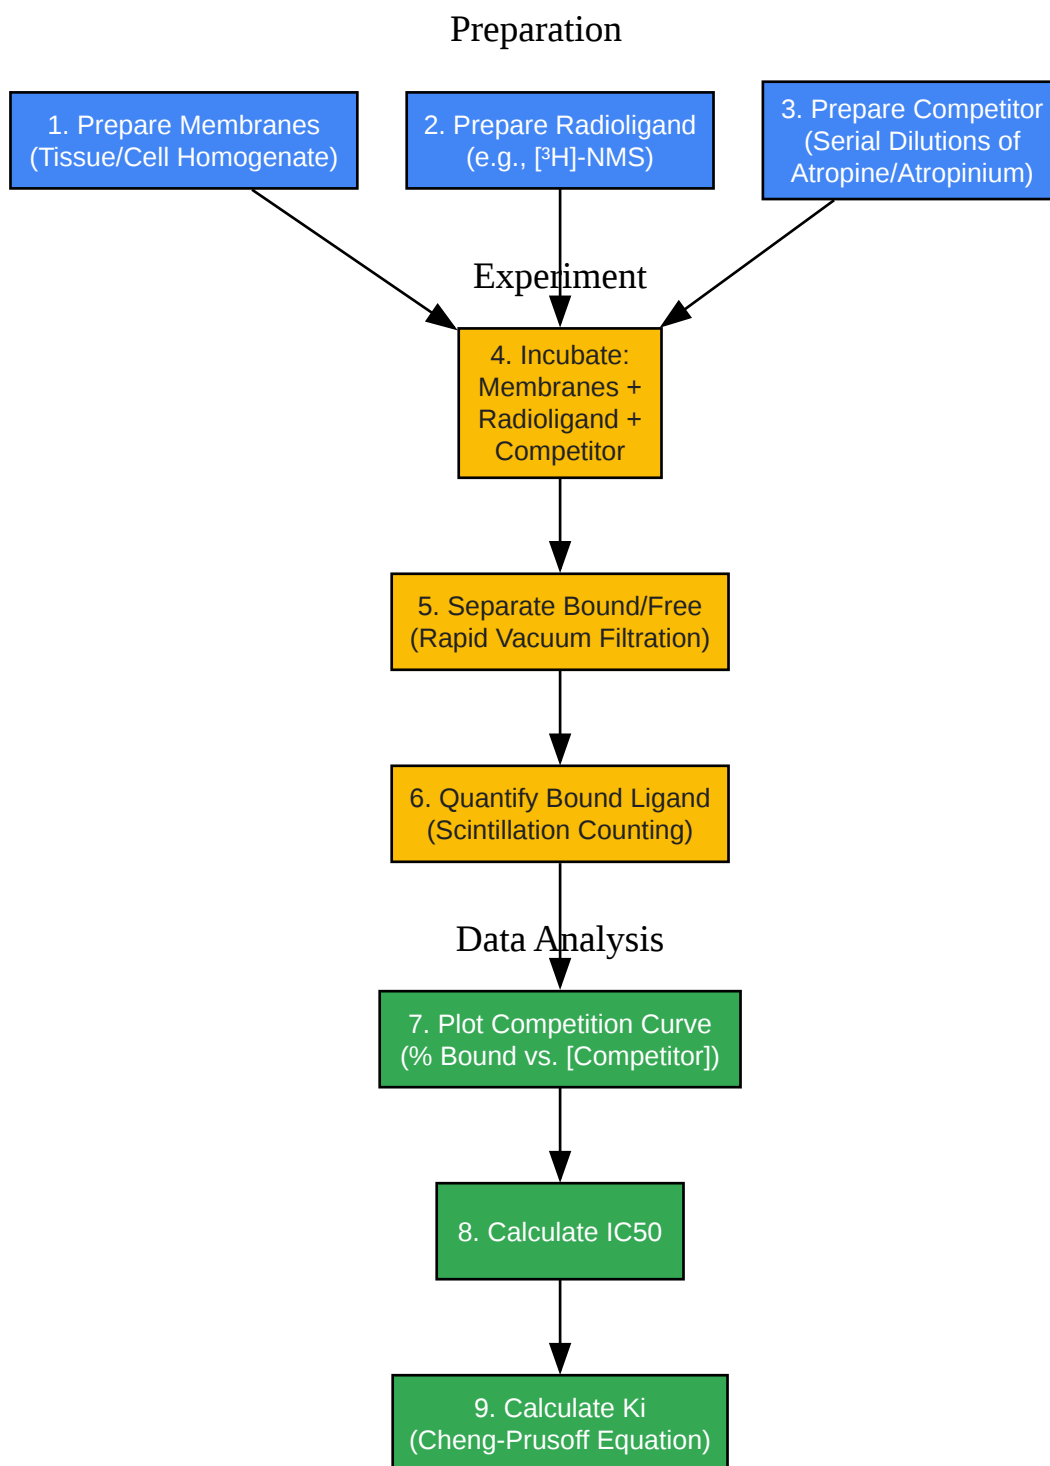 Preparation
1. Prepare Membranes
(Tissue/Cell Homogenate)
2. Prepare Radioligand
(e.g., [³H]-NMS)
3. Prepare Competitor
(Serial Dilutions of
Atropine/Atropinium)
Experiment
4. Incubate:
Membranes +
Radioligand +
Competitor
5. Separate Bound/Free
(Rapid Vacuum Filtration)
6. Quantify Bound Ligand
(Scintillation Counting)
Data Analysis
7. Plot Competition Curve
(% Bound vs. [Competitor])
8. Calculate IC50
9. Calculate Ki
(Cheng-Prusoff Equation)